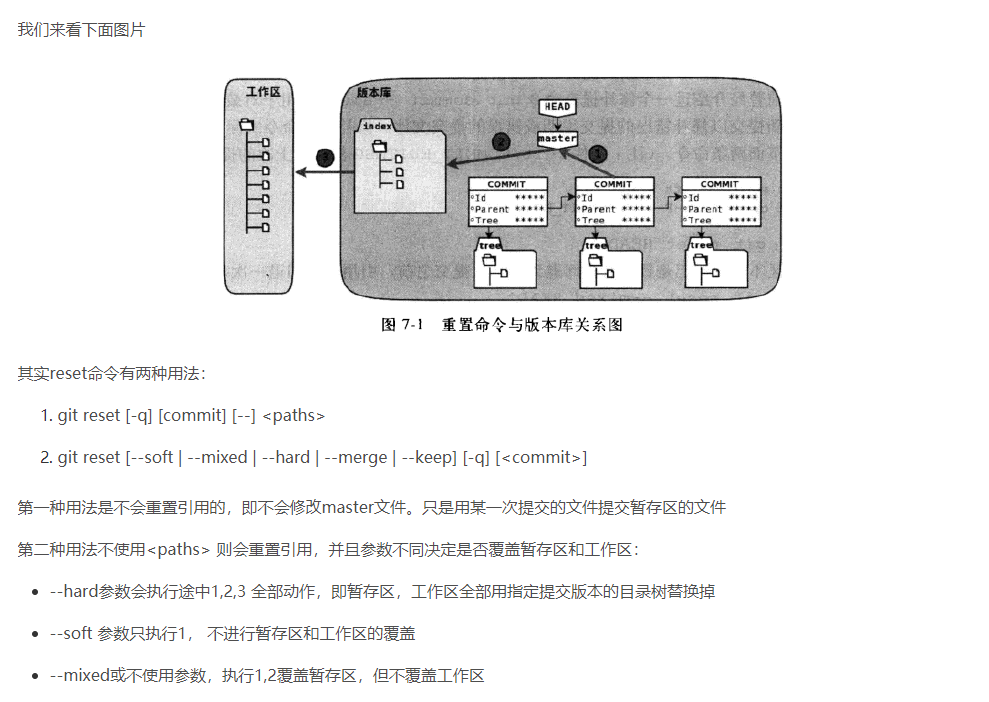 我们来看下面图片
工作区
版本库
HEAD
index
master
3
2
1
COMMIT COMMIT COMMIT
Id ***** Id ***** Id *****
Parent ***** Parent ***** Parent *****
Tree ***** Tree ***** Tree *****
tree tree tree
图 7-1 重置命令与版本库关系图
其实reset命令有两种用法：
1. git reset [-q] [commit] [--] <paths>
2. git reset [--soft | --mixed | --hard | --merge | --keep] [-q] [<commit>]
第一种用法是不会重置引用的，即不会修改master文件。只是用某一次提交的文件提交暂存区的文件
第二种用法不使用<paths> 则会重置引用，并且参数不同决定是否覆盖暂存区和工作区：
• --hard参数会执行途中1,2,3 全部动作，即暂存区，工作区全部用指定提交版本的目录树替换掉
• --soft 参数只执行1， 不进行暂存区和工作区的覆盖
• --mixed或不使用参数，执行1,2覆盖暂存区，但不覆盖工作区